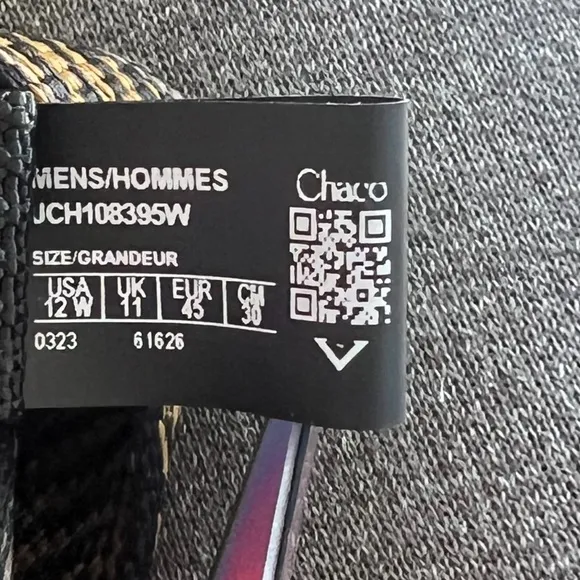 MENS/HOMMES
JCH108395W
Chaco
SIZE/GRANDEUR
USA UK EUR CM
12 W 11 45 30
0323 61626